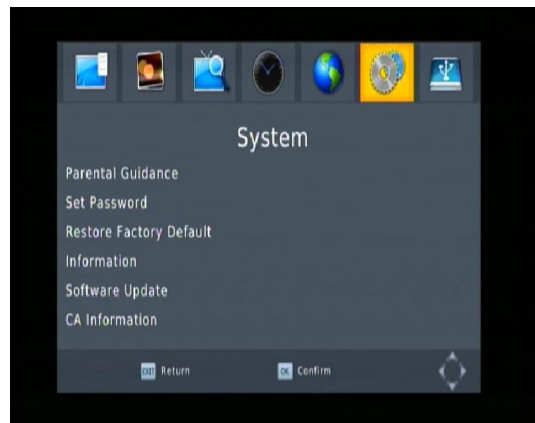 System
Parental Guidance
Set Password
Restore Factory Default
Information
Software Update
CA Information
EXIT Return OK Confirm